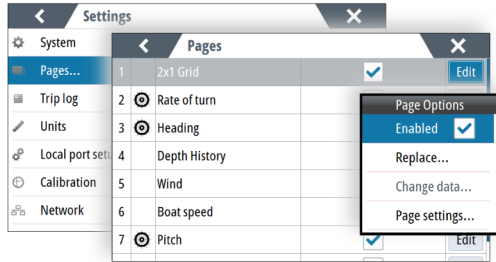 Settings
System
Pages...
Trip log
Units
Local port setu
Calibration
Network
Pages
1 2x1 Grid Edit
2 Rate of turn
3 Heading
4 Depth History
5 Wind
6 Boat speed
7 Pitch Edit
Page Options
Enabled
Replace...
Change data...
Page settings...